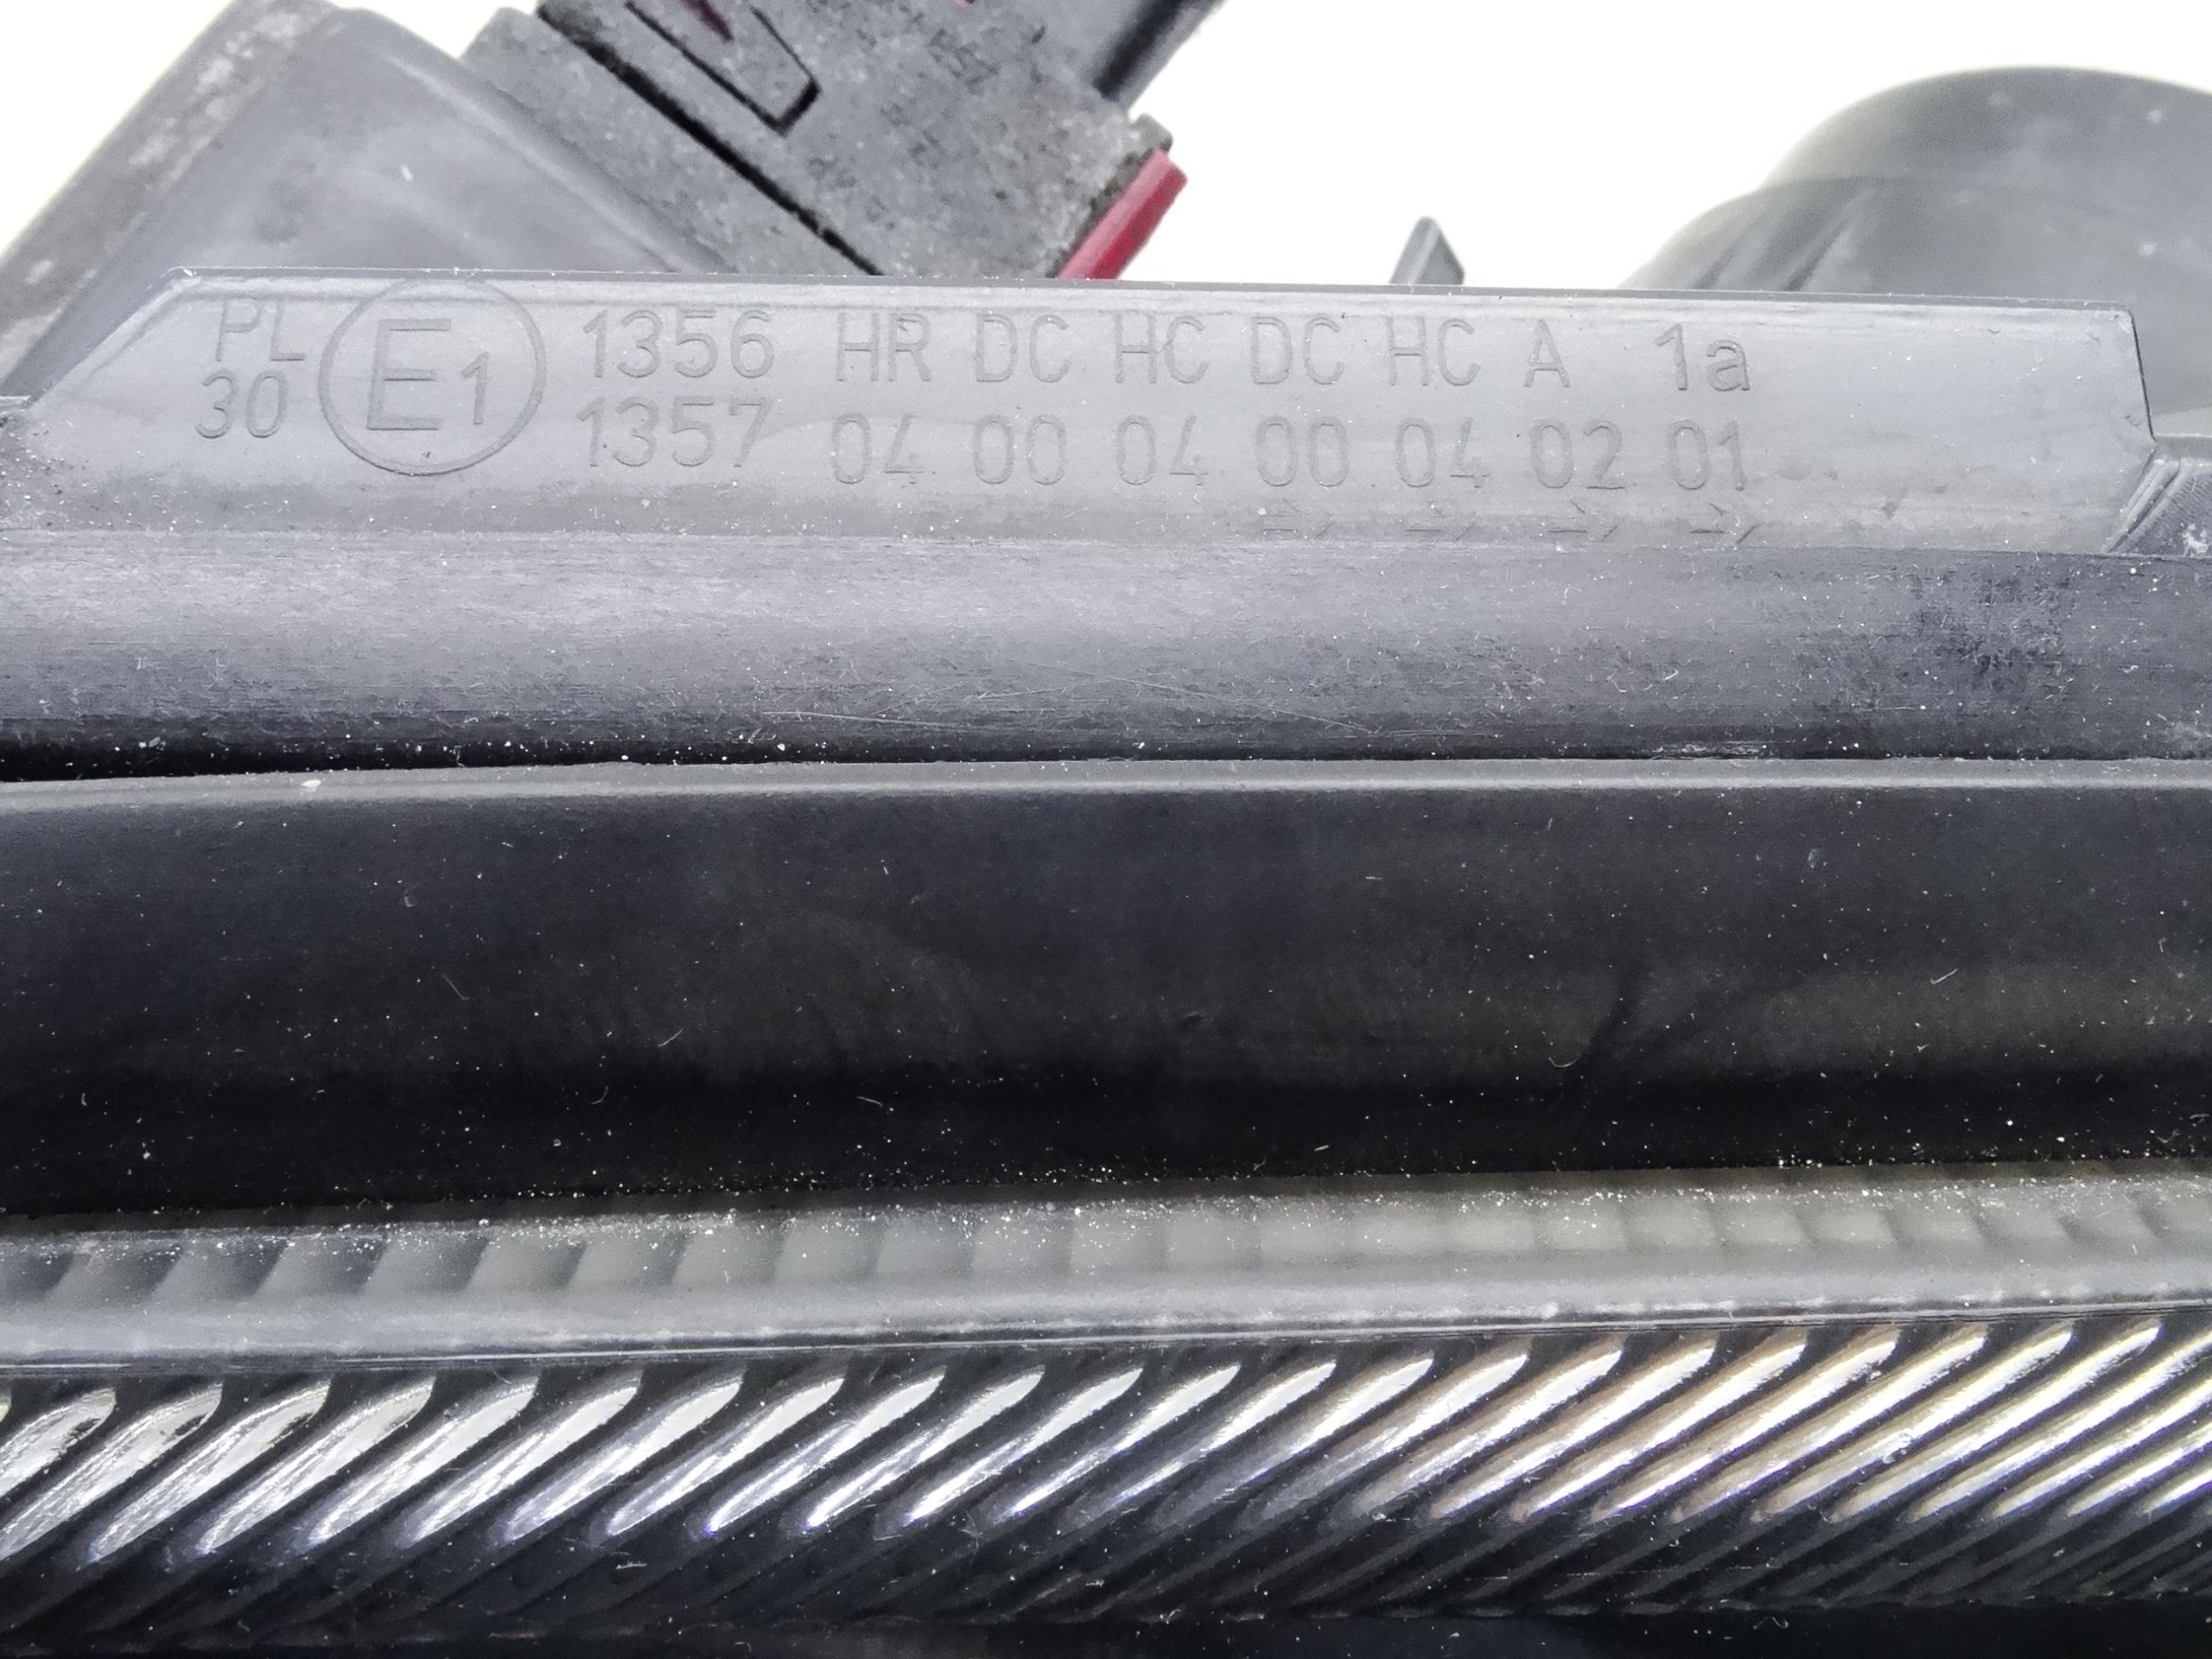 PL E1 1356 HR DC HC DC HC A 1a
30 1357 04 00 04 00 04 02 01
→ → → →